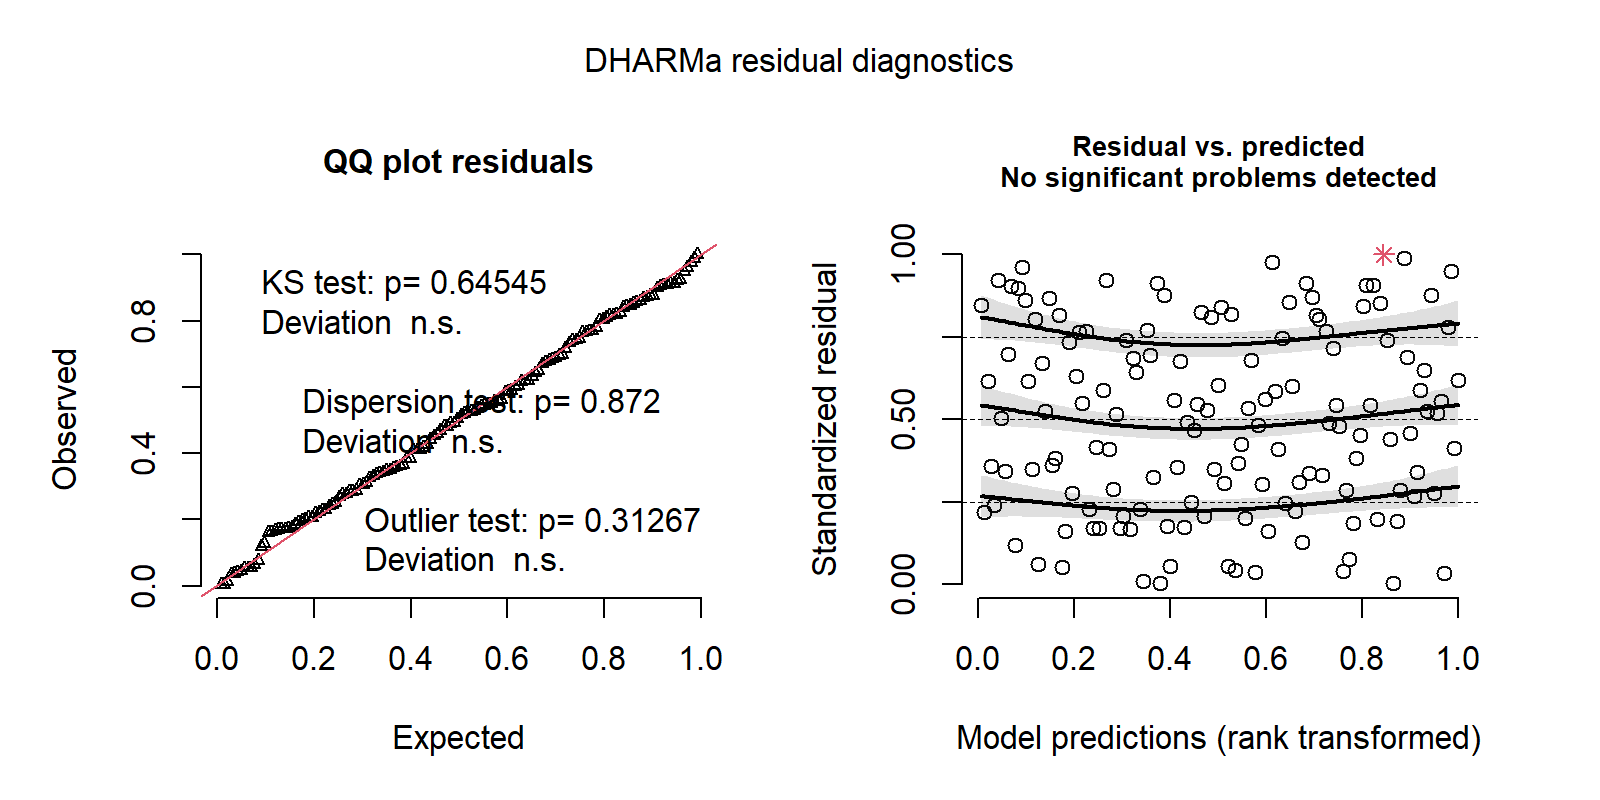 DHARMa residual diagnostics
QQ plot residuals
KS test: p= 0.64545
Deviation n.s.
Dispersion test: p= 0.872
Deviation n.s.
Outlier test: p= 0.31267
Deviation n.s.
Observed
0.0 0.4 0.8
0.0 0.2 0.4 0.6 0.8 1.0
Expected
Residual vs. predicted
No significant problems detected
Standardized residual
0.00 0.50 1.00
0.0 0.2 0.4 0.6 0.8 1.0
Model predictions (rank transformed)